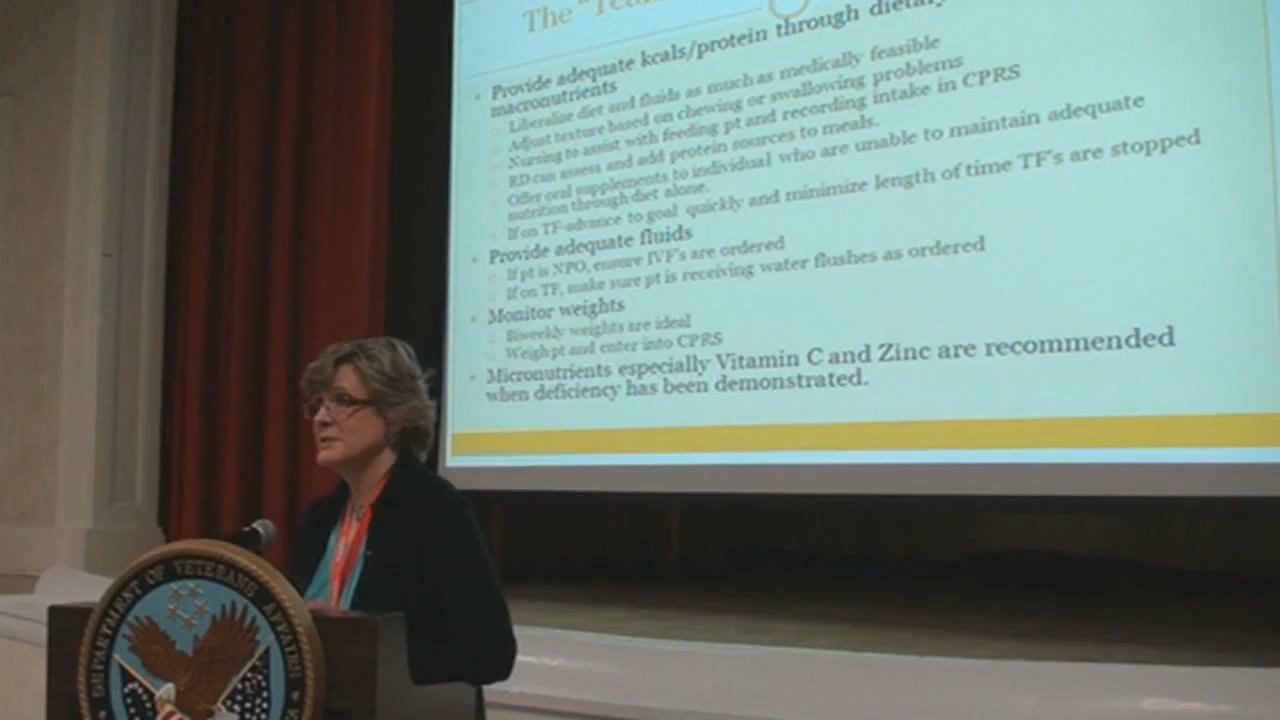 The "Team
Provide adequate kcals/protein through dietary
macronutrients
Liberalize diet and fluids as much as medically feasible
Adjust texture based on chewing or swallowing problems
Nursing to assist with feeding pt and recording intake in CPRS
RD can assess and add protein sources to meals.
Offer oral supplements to individual who are unable to maintain adequate
nutrition through diet alone.
If on TF-advance to goal quickly and minimize length of time TF's are stopped
Provide adequate fluids
If pt is NPO, ensure IVF's are ordered
If on TF, make sure pt is receiving water flushes as ordered
Monitor weights
Biweekly weights are ideal
Weigh pt and enter into CPRS
Micronutrients especially Vitamin C and Zinc are recommended
when deficiency has been demonstrated.
DEPARTMENT OF VETERANS AFFAIRS